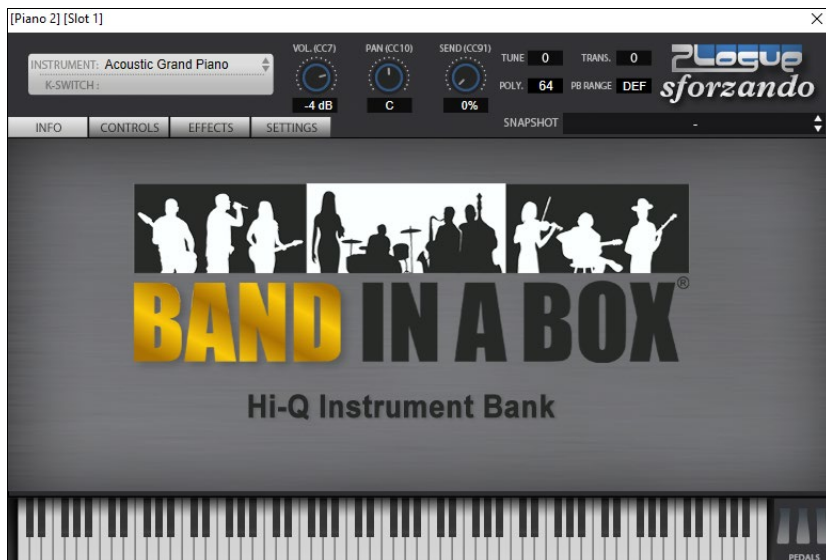 [Piano 2] [Slot 1]
INSTRUMENT: Acoustic Grand Piano
K-SWITCH :
VOL. (CC7)
-4 dB
PAN (CC10)
C
SEND (CC91)
0%
TUNE 0 TRANS. 0
POLY. 64 PB RANGE DEF
PLOGUE
sforzando
INFO CONTROLS EFFECTS SETTINGS
SNAPSHOT -
BAND IN A BOX®
Hi-Q Instrument Bank
PEDALS